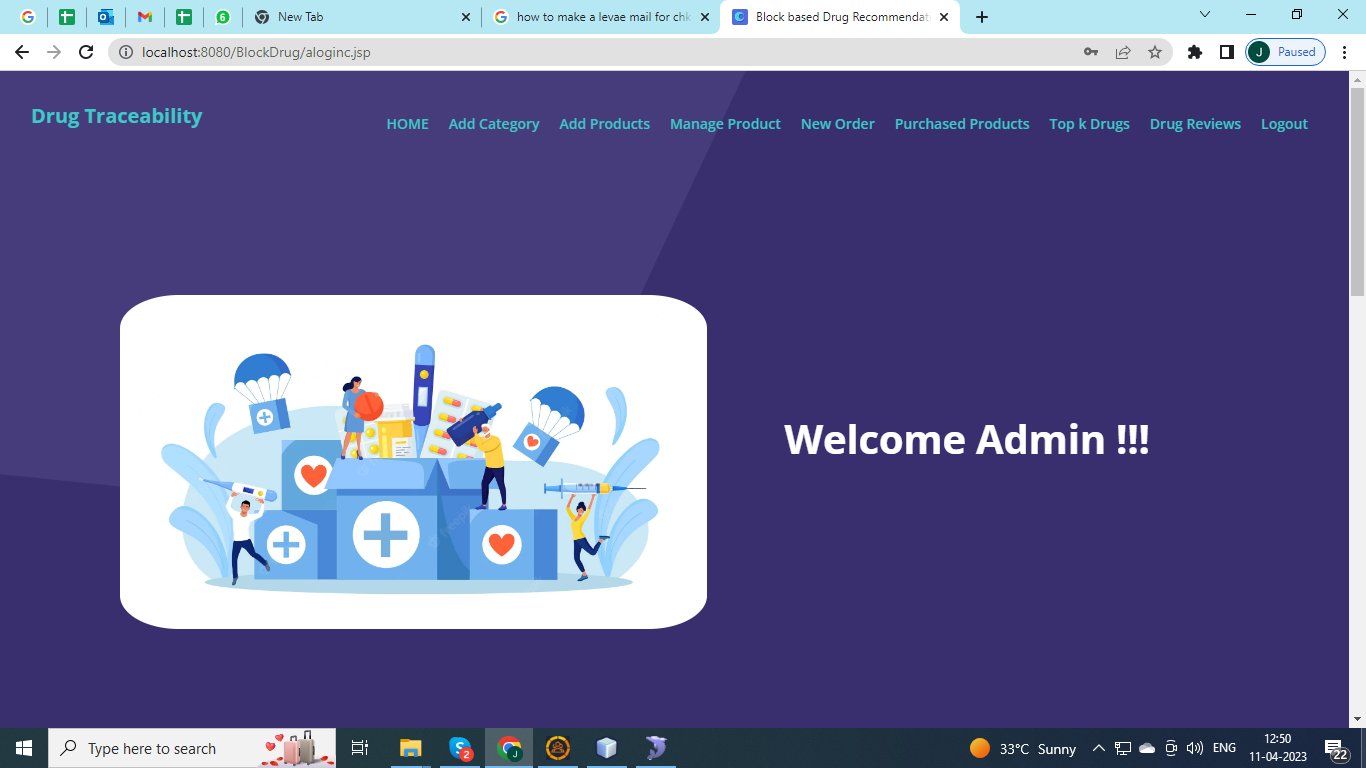 New Tab
how to make a levae mail for chk
Block based Drug Recommendat
localhost:8080/BlockDrug/aloginc.jsp
J
Paused
Drug Traceability
HOME Add Category Add Products Manage Product New Order Purchased Products Top k Drugs Drug Reviews Logout
Welcome Admin !!!
Type here to search
2
J
33°C Sunny
ENG
12:50
11-04-2023
22